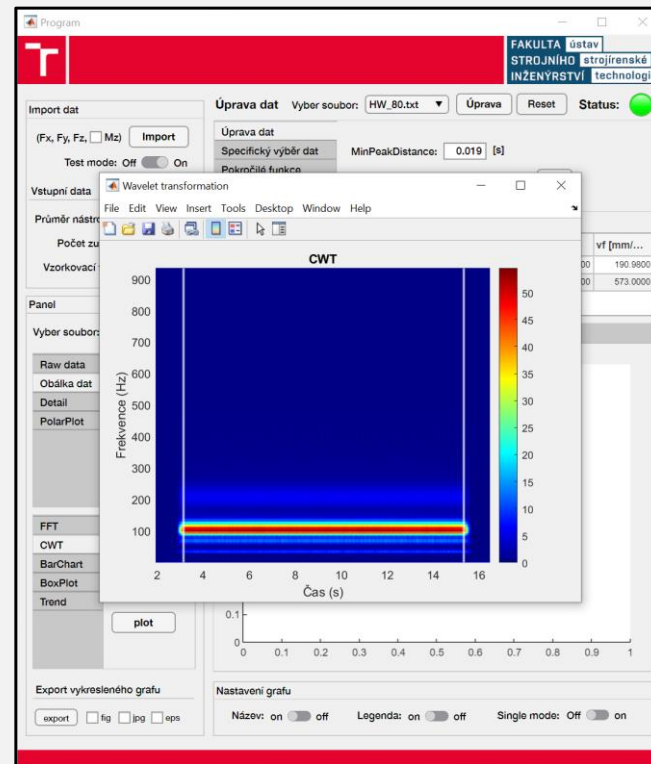 Program
FAKULTA ústav
STROJNÍHO strojírenské
INŽENÝRSTVÍ technologi
Import dat
(Fx, Fy, Fz, Mz) Import
Test mode: Off On
Vstupní data
Průměr nástro
Počet zu
Vzorkovací
Úprava dat Vyber soubor: HW_80.txt Úprava Reset Status:
Úprava dat
Specifický výběr dat
Pokročilé funkce
MinPeakDistance: 0.019 [s]
vf [mm/...
00 190.9800
00 573.0000
Wavelet transformation
File Edit View Insert Tools Desktop Window Help
CWT
900
800
700
600
500
400
300
200
100
Frekvence (Hz)
2 4 6 8 10 12 14 16
Čas (s)
50
45
40
35
30
25
20
15
10
5
0
Panel
Vyber soubor:
Raw data
Obálka dat
Detail
PolarPlot
FFT
CWT
BarChart
BoxPlot
Trend
plot
0.1
0
0 0.1 0.2 0.3 0.4 0.5 0.6 0.7 0.8 0.9 1
Export vykresleného grafu
export fig jpg eps
Nastavení grafu
Název: on off Legenda: on off Single mode: Off on